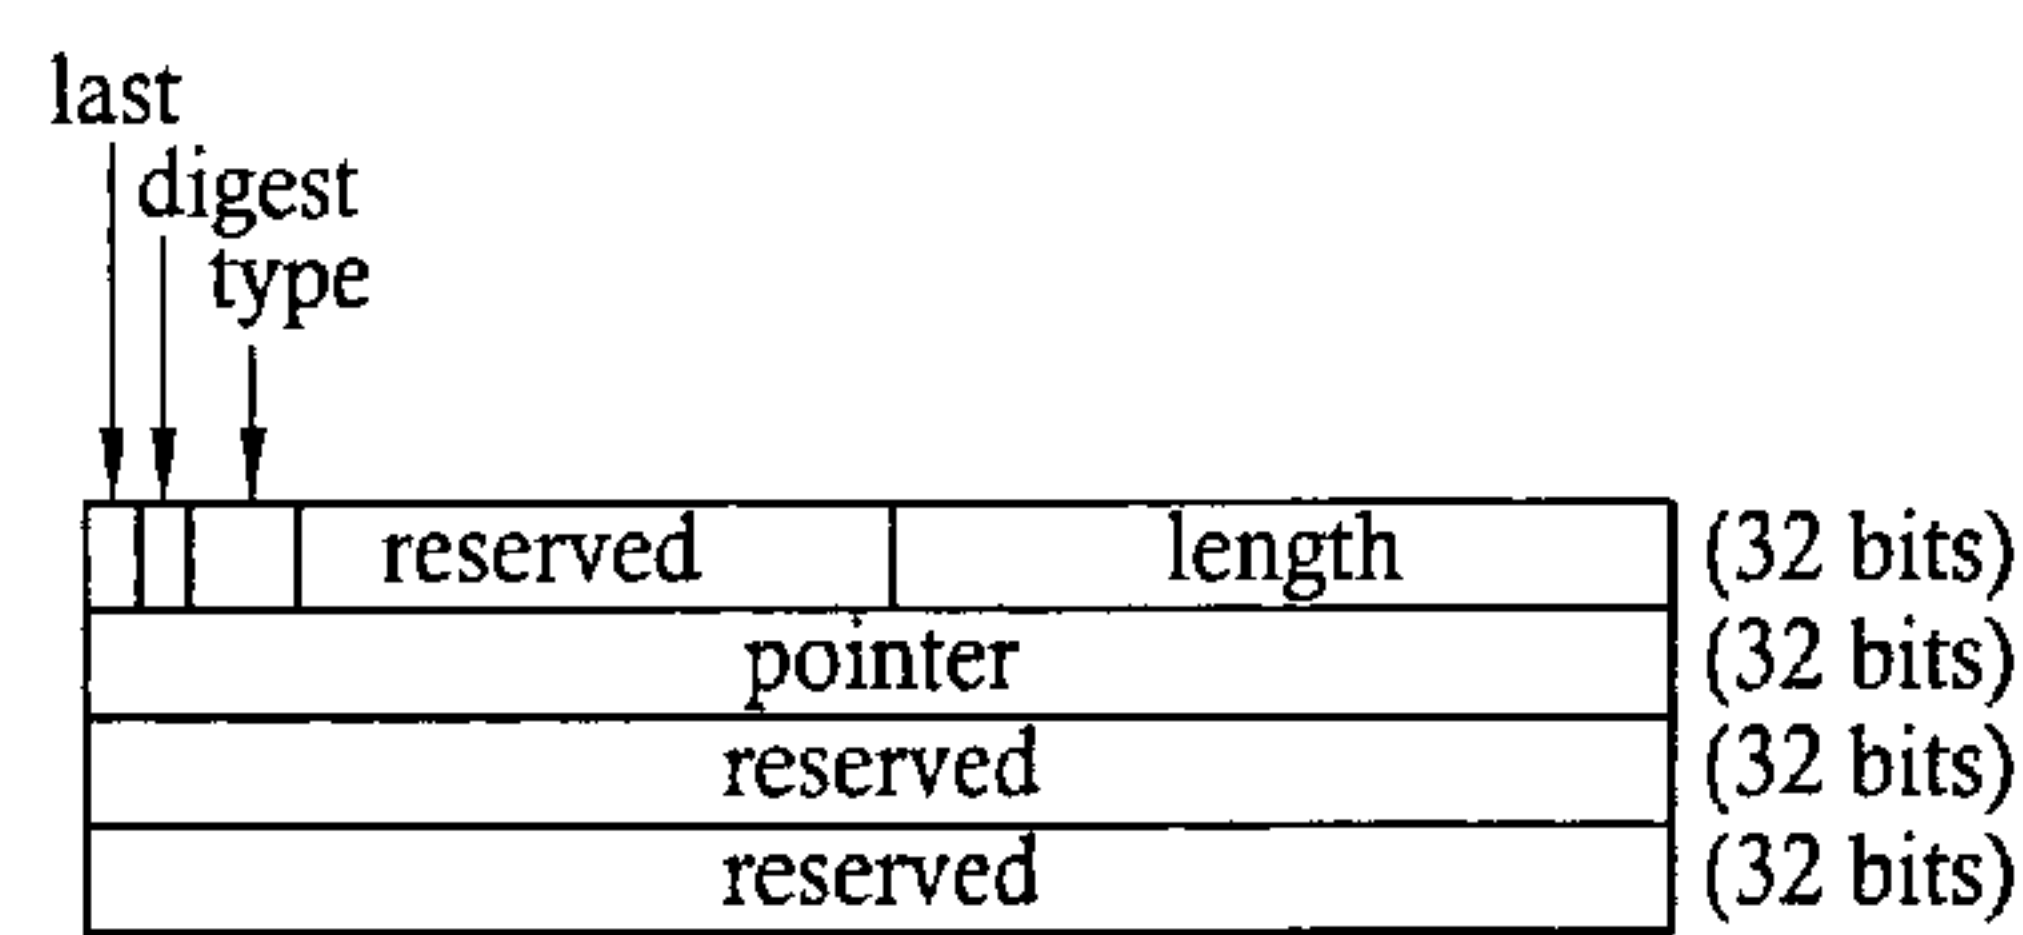 last
digest
type
reserved length (32 bits)
pointer (32 bits)
reserved (32 bits)
reserved (32 bits)